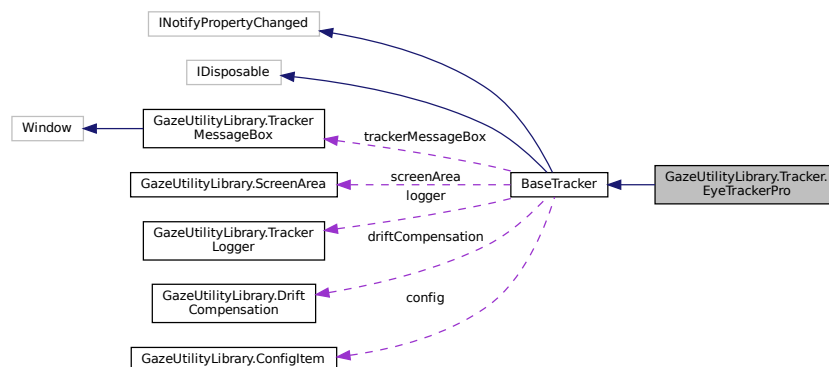 INotifyPropertyChanged
IDisposable
Window
GazeUtilityLibrary.Tracker
MessageBox
trackerMessageBox
GazeUtilityLibrary.ScreenArea
screenArea
BaseTracker
GazeUtilityLibrary.Tracker.
EyeTrackerPro
logger
GazeUtilityLibrary.Tracker
Logger
driftCompensation
GazeUtilityLibrary.Drift
Compensation
config
GazeUtilityLibrary.ConfigItem